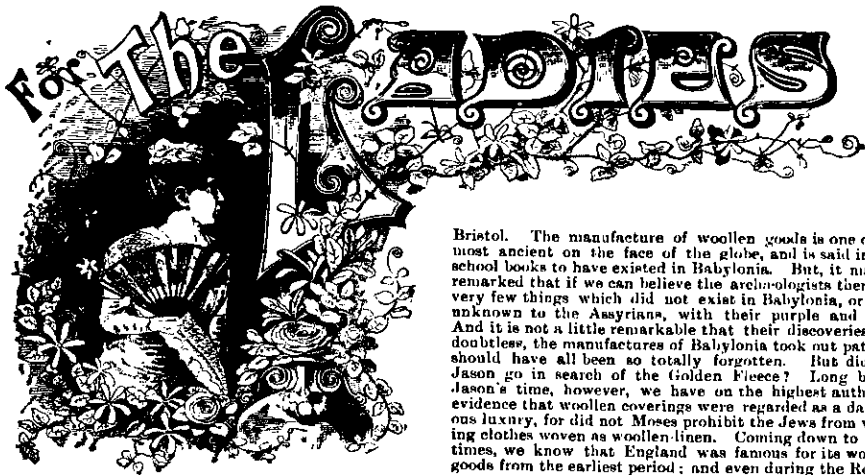 For The LADIES
Bristol. The manufacture of woollen goods is one o
most ancient on the face of the globe, and is said in
school books to have existed in Babylonia. But, it m
remarked that if we can believe the archæologists ther
very few things which did not exist in Babylonia, or
unknown to the Assyrians, with their purple and
And it is not a little remarkable that their discoveries
doubtless, the manufactures of Babylonia took out pat
should have all been so totally forgotten. But did
Jason go in search of the Golden Fleece? Long b
Jason's time, however, we have on the highest auth
evidence that woollen coverings were regarded as a da
ous luxury, for did not Moses prohibit the Jews from w
ing clothes woven as woollen-linen. Coming down to
times, we know that England was famous for its wo
goods from the earliest period; and even during the Ro